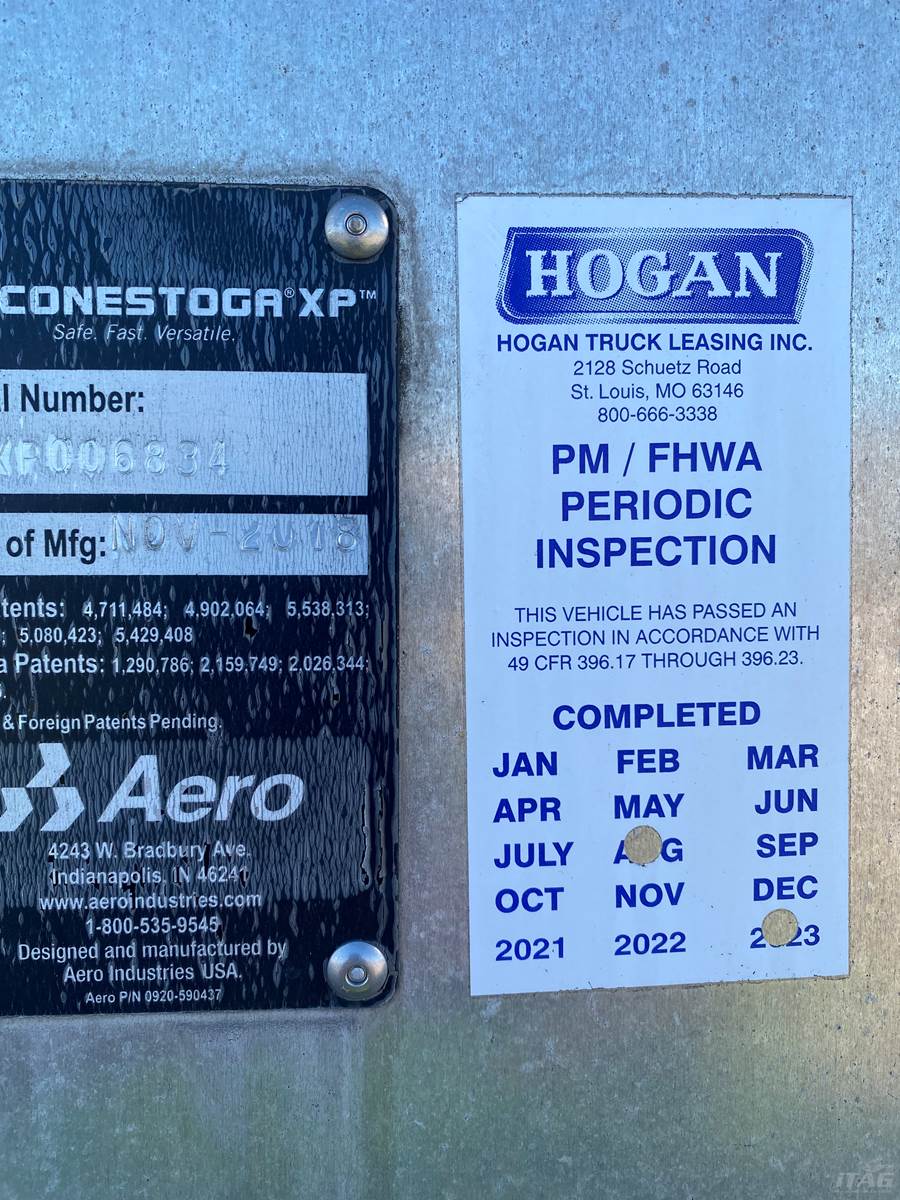 CONESTOGA® XP™
Safe. Fast. Versatile.
l Number:
XP006834
of Mfg: NOV-2018
tents: 4,711,484; 4,902,064; 5,538,313;
; 5,080,423; 5,429,408
a Patents: 1,290,786; 2,159,749; 2,026,344;
& Foreign Patents Pending.
Aero
4243 W. Bradbury Ave.
Indianapolis, IN 46241
www.aeroindustries.com
1-800-535-9545
Designed and manufactured by
Aero Industries USA.
Aero P/N 0920-590437
HOGAN
HOGAN TRUCK LEASING INC.
2128 Schuetz Road
St. Louis, MO 63146
800-666-3338
PM / FHWA
PERIODIC
INSPECTION
THIS VEHICLE HAS PASSED AN
INSPECTION IN ACCORDANCE WITH
49 CFR 396.17 THROUGH 396.23.
COMPLETED
JAN FEB MAR
APR MAY JUN
JULY AUG SEP
OCT NOV DEC
2021 2022 2023
ITAG